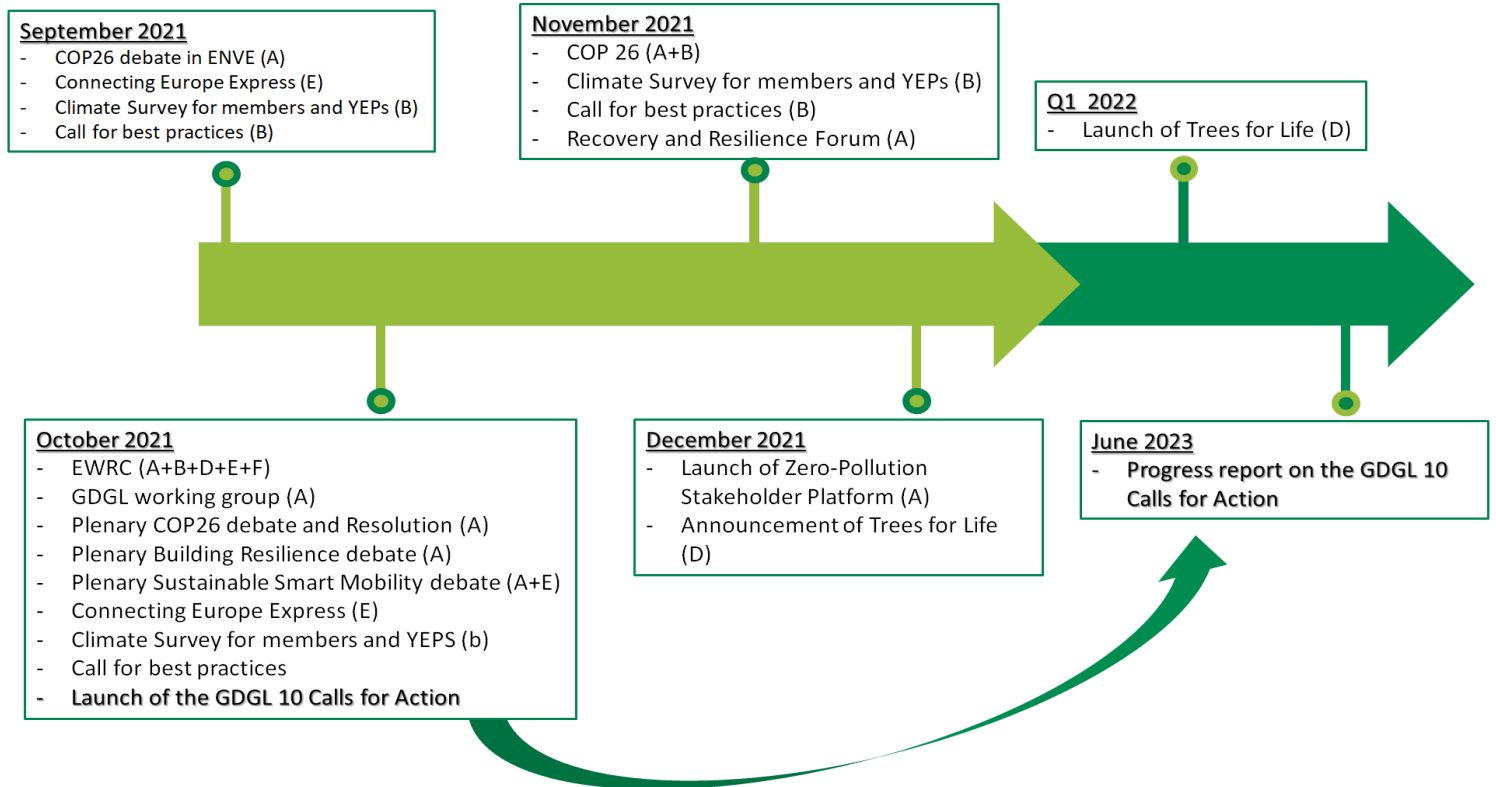 September 2021
- COP26 debate in ENVE (A)
- Connecting Europe Express (E)
- Climate Survey for members and YEPs (B)
- Call for best practices (B)
November 2021
- COP 26 (A+B)
- Climate Survey for members and YEPs (B)
- Call for best practices (B)
- Recovery and Resilience Forum (A)
Q1 2022
- Launch of Trees for Life (D)
October 2021
- EWRC (A+B+D+E+F)
- GDGL working group (A)
- Plenary COP26 debate and Resolution (A)
- Plenary Building Resilience debate (A)
- Plenary Sustainable Smart Mobility debate (A+E)
- Connecting Europe Express (E)
- Climate Survey for members and YEPS (b)
- Call for best practices
- Launch of the GDGL 10 Calls for Action
December 2021
- Launch of Zero-Pollution
Stakeholder Platform (A)
- Announcement of Trees for Life
(D)
June 2023
- Progress report on the GDGL 10
Calls for Action